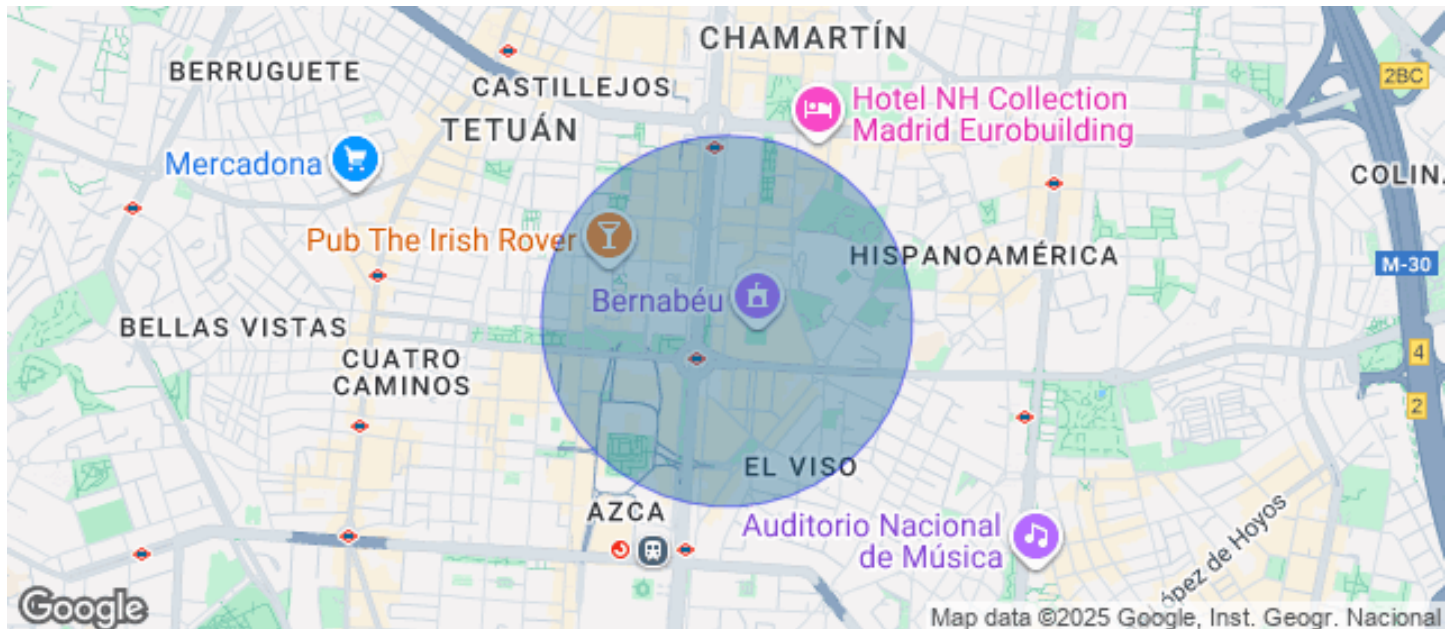 CHAMARTÍN
BERRUGUETE
CASTILLEJOS
2BC
Hotel NH Collection
Madrid Eurobuilding
TETUÁN
Mercadona
COLIN.
Pub The Irish Rover
HISPANOAMÉRICA
M-30
Bernabéu
BELLAS VISTAS
CUATRO
CAMINOS
4
2
EL VISO
AZCA
Auditorio Nacional
de Música
ópez de Hoyos
Google
Map data ©2025 Google, Inst. Geogr. Nacional